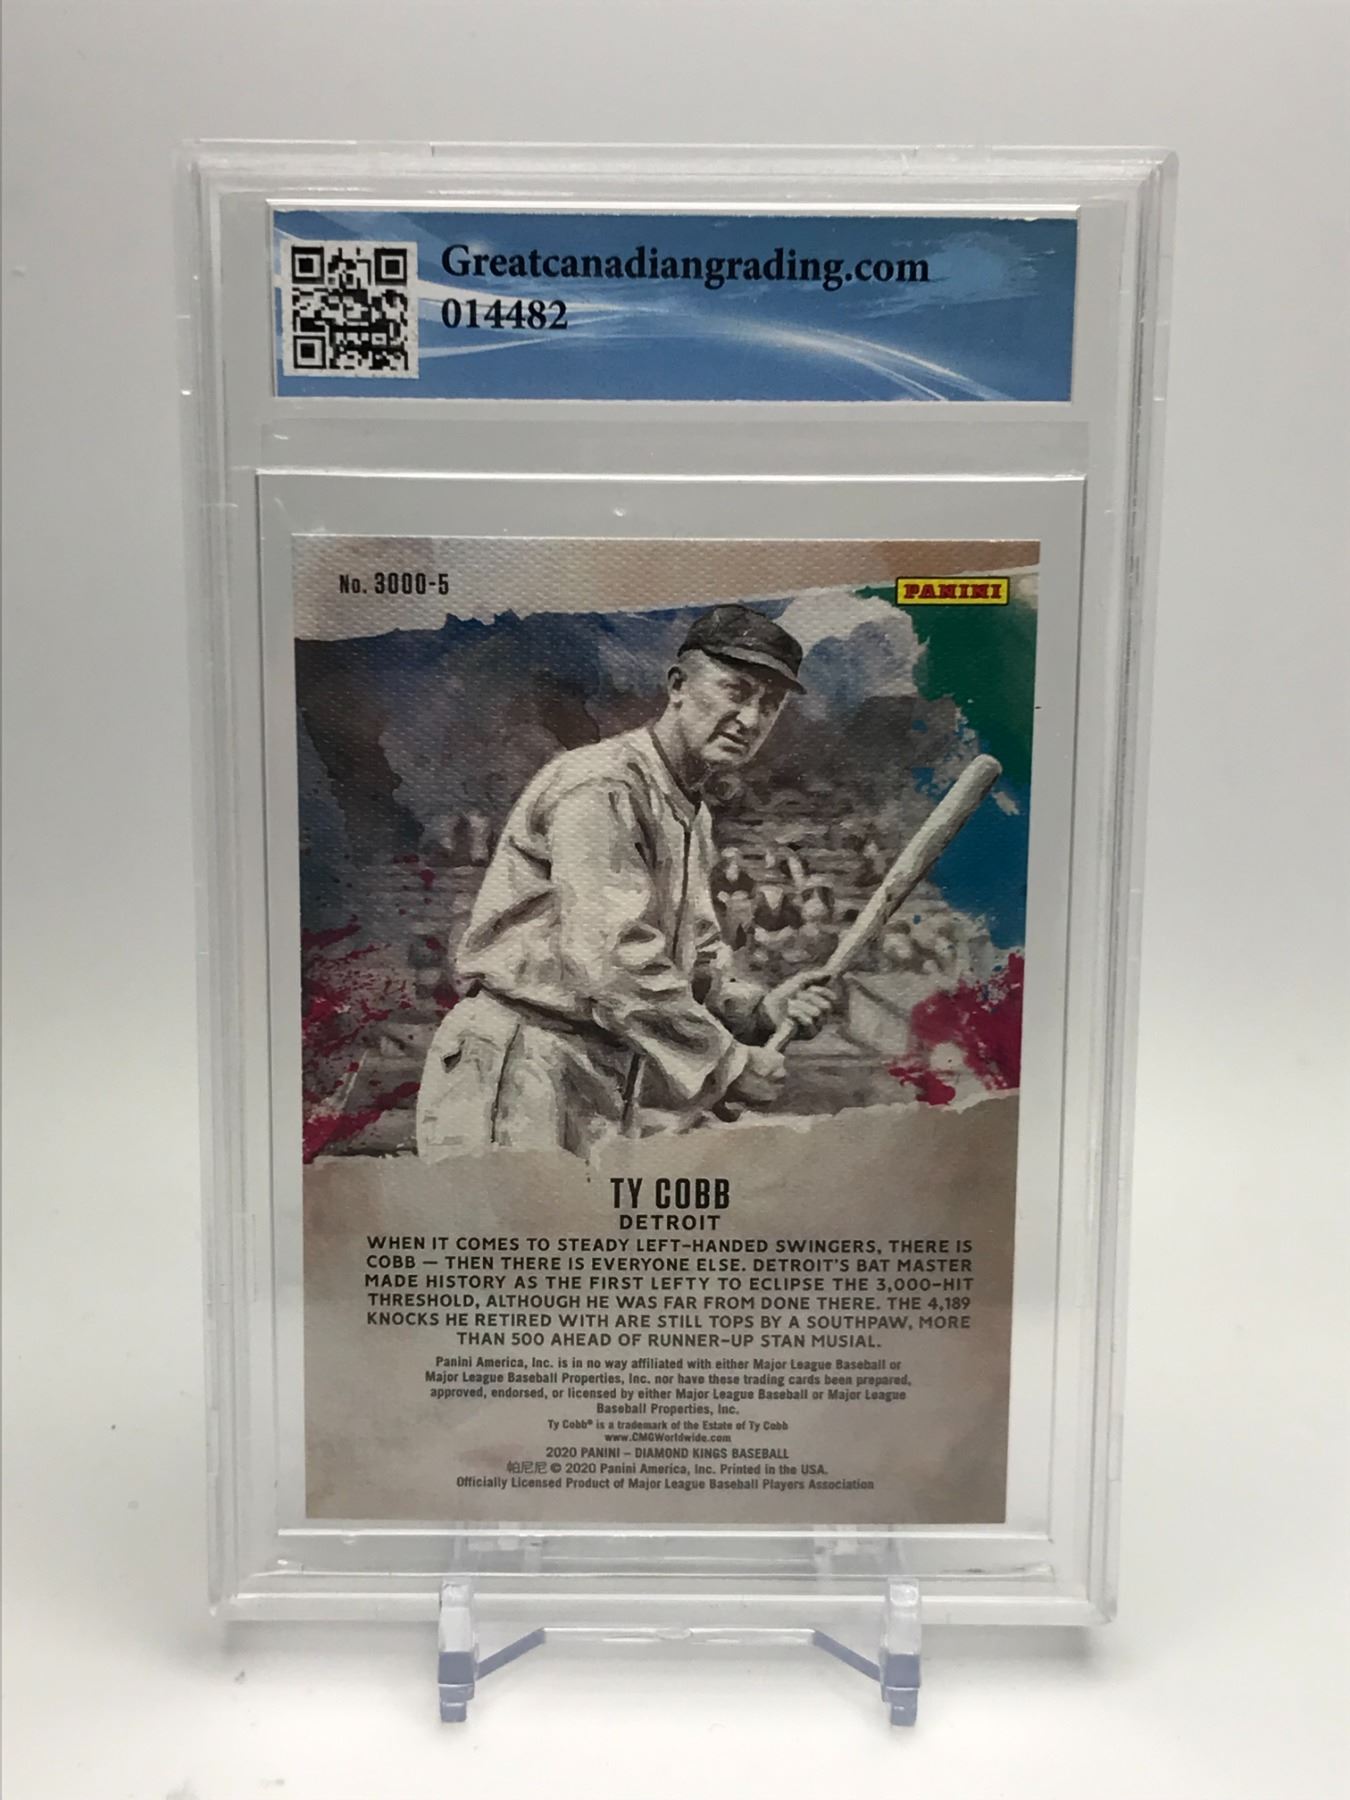 Greatcanadiangrading.com
014482
No. 3000-5
PANINI
TY COBB
DETROIT
WHEN IT COMES TO STEADY LEFT-HANDED SWINGERS, THERE IS
COBB — THEN THERE IS EVERYONE ELSE. DETROIT'S BAT MASTER
MADE HISTORY AS THE FIRST LEFTY TO ECLIPSE THE 3,000-HIT
THRESHOLD, ALTHOUGH HE WAS FAR FROM DONE THERE. THE 4,189
KNOCKS HE RETIRED WITH ARE STILL TOPS BY A SOUTHPAW, MORE
THAN 500 AHEAD OF RUNNER-UP STAN MUSIAL.
Panini America, Inc. is in no way affiliated with either Major League Baseball or
Major League Baseball Properties, Inc. nor have these trading cards been prepared,
approved, endorsed, or licensed by either Major League Baseball or Major League
Baseball Properties, Inc.
Ty Cobb® is a trademark of the Estate of Ty Cobb
www.CMGWorldwide.com
2020 PANINI – DIAMOND KINGS BASEBALL
帕尼尼 © 2020 Panini America, Inc. Printed in the USA.
Officially Licensed Product of Major League Baseball Players Association